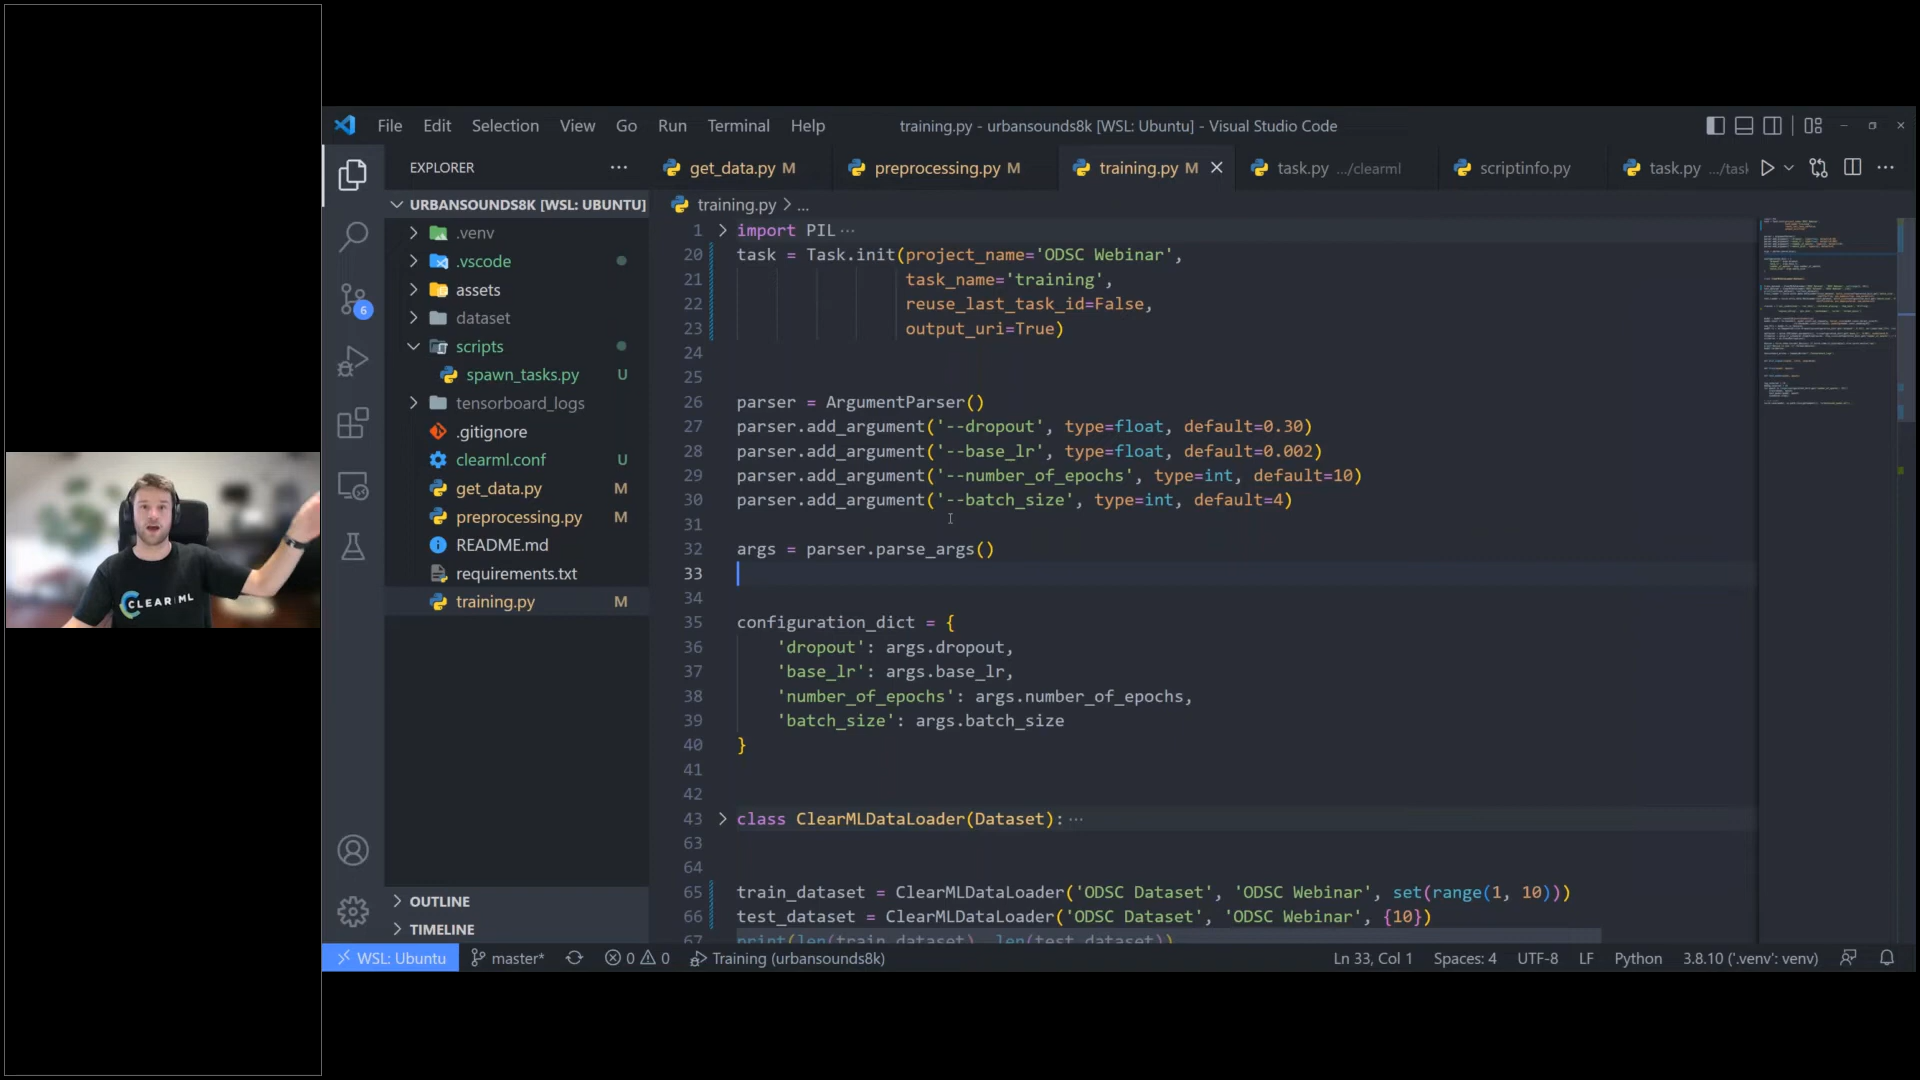 CLEAR|ML
File Edit Selection View Go Run Terminal Help
training.py - urbansounds8k [WSL: Ubuntu] - Visual Studio Code
EXPLORER
URBANSOUNDS8K [WSL: UBUNTU]
.venv
.vscode
assets
dataset
scripts
spawn_tasks.py U
tensorboard_logs
.gitignore
clearml.conf U
get_data.py M
preprocessing.py M
README.md
requirements.txt
training.py M
OUTLINE
TIMELINE
6
get_data.py M preprocessing.py M training.py M task.py .../clearml scriptinfo.py task.py .../task
training.py > ...
1 import PIL ...
20 task = Task.init(project_name='ODSC Webinar',
21 task_name='training',
22 reuse_last_task_id=False,
23 output_uri=True)
24
25
26 parser = ArgumentParser()
27 parser.add_argument('--dropout', type=float, default=0.30)
28 parser.add_argument('--base_lr', type=float, default=0.002)
29 parser.add_argument('--number_of_epochs', type=int, default=10)
30 parser.add_argument('--batch_size', type=int, default=4)
31
32 args = parser.parse_args()
33
34
35 configuration_dict = {
36 'dropout': args.dropout,
37 'base_lr': args.base_lr,
38 'number_of_epochs': args.number_of_epochs,
39 'batch_size': args.batch_size
40 }
41
42
43 class ClearMLDataLoader(Dataset): ...
63
64
65 train_dataset = ClearMLDataLoader('ODSC Dataset', 'ODSC Webinar', set(range(1, 10)))
66 test_dataset = ClearMLDataLoader('ODSC Dataset', 'ODSC Webinar', {10})
67 print(len(train_dataset), len(test_dataset))
WSL: Ubuntu master* 0 0 Training (urbansounds8k) Ln 33, Col 1 Spaces: 4 UTF-8 LF Python 3.8.10 ('.venv': venv)